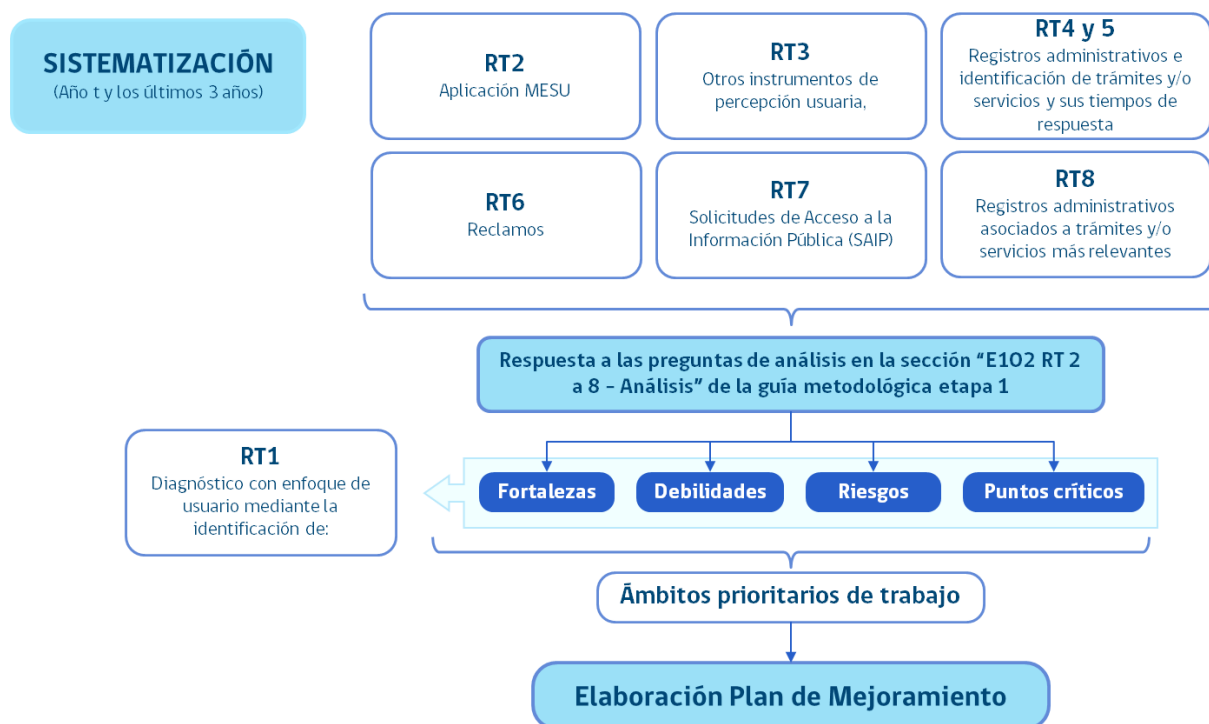 SISTEMATIZACIÓN
(Año t y los últimos 3 años)
RT2
Aplicación MESU
RT3
Otros instrumentos de
percepción usuaria,
RT4 y 5
Registros administrativos e
identificación de trámites y/o
servicios y sus tiempos de
respuesta
RT6
Reclamos
RT7
Solicitudes de Acceso a la
Información Pública (SAIP)
RT8
Registros administrativos
asociados a trámites y/o
servicios más relevantes
Respuesta a las preguntas de análisis en la sección “E1O2 RT 2
a 8 – Análisis” de la guía metodológica etapa 1
RT1
Diagnóstico con enfoque de
usuario mediante la
identificación de:
Fortalezas
Debilidades
Riesgos
Puntos críticos
Ámbitos prioritarios de trabajo
Elaboración Plan de Mejoramiento